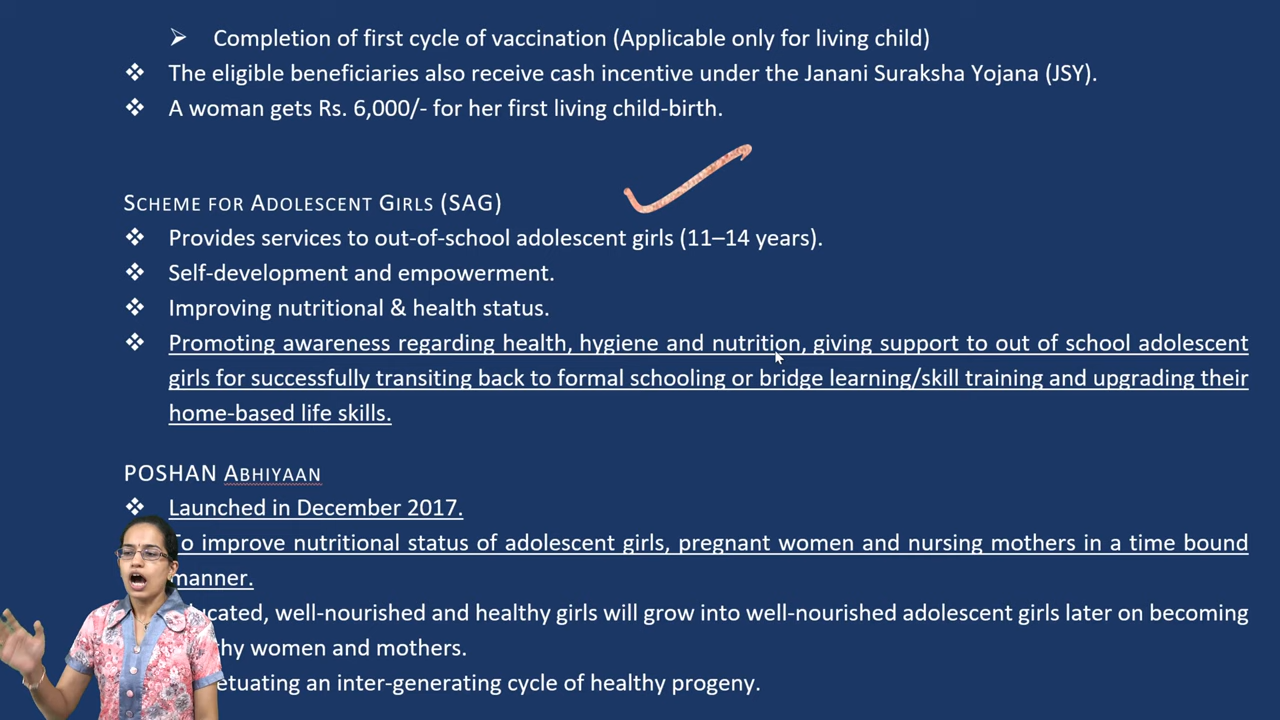 ➢ Completion of first cycle of vaccination (Applicable only for living child)
❖ The eligible beneficiaries also receive cash incentive under the Janani Suraksha Yojana (JSY).
❖ A woman gets Rs. 6,000/- for her first living child-birth.
SCHEME FOR ADOLESCENT GIRLS (SAG)
❖ Provides services to out-of-school adolescent girls (11–14 years).
❖ Self-development and empowerment.
❖ Improving nutritional & health status.
❖ Promoting awareness regarding health, hygiene and nutrition, giving support to out of school adolescent
girls for successfully transiting back to formal schooling or bridge learning/skill training and upgrading their
home-based life skills.
POSHAN ABHIYAAN
❖ Launched in December 2017.
To improve nutritional status of adolescent girls, pregnant women and nursing mothers in a time bound
manner.
well-nourished and healthy girls will grow into well-nourished adolescent girls later on becoming
women and mothers.
an inter-generating cycle of healthy progeny.